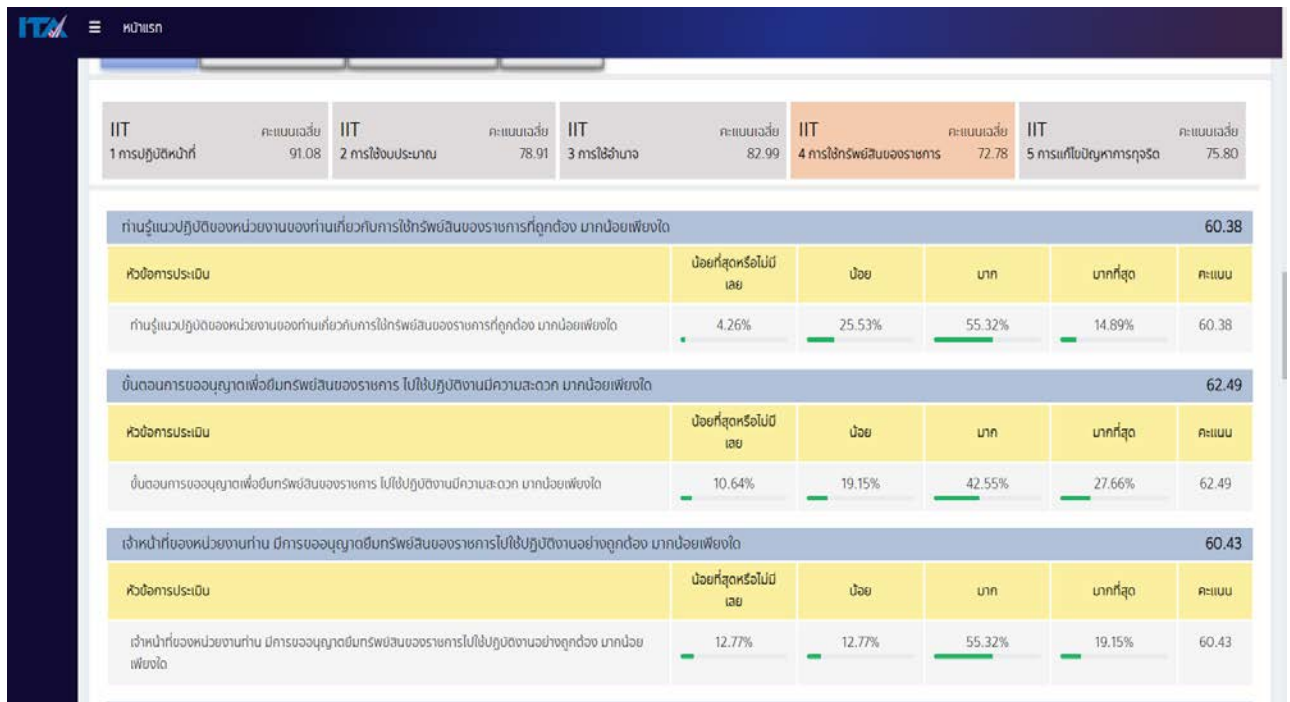 ITA ☰ หน้าแรก
IIT คะแนนเฉลี่ย IIT คะแนนเฉลี่ย IIT คะแนนเฉลี่ย IIT คะแนนเฉลี่ย IIT คะแนนเฉลี่ย
1 การปฏิบัติหน้าที่ 91.08 2 การใช้งบประมาณ 78.91 3 การใช้อำนาจ 82.99 4 การใช้ทรัพย์สินของราชการ 72.78 5 การแก้ไขปัญหาการทุจริต 75.80
ท่านรู้แนวปฏิบัติของหน่วยงานของท่านเกี่ยวกับการใช้ทรัพย์สินของราชการที่ถูกต้อง มากน้อยเพียงใด 60.38
หัวข้อการประเมิน น้อยที่สุดหรือไม่มี น้อย มาก มากที่สุด คะแนน
เลย
ท่านรู้แนวปฏิบัติของหน่วยงานของท่านเกี่ยวกับการใช้ทรัพย์สินของราชการที่ถูกต้อง มากน้อยเพียงใด 4.26% 25.53% 55.32% 14.89% 60.38
ขั้นตอนการขออนุญาตเพื่อยืมทรัพย์สินของราชการ ไปใช้ปฏิบัติงานมีความสะดวก มากน้อยเพียงใด 62.49
หัวข้อการประเมิน น้อยที่สุดหรือไม่มี น้อย มาก มากที่สุด คะแนน
เลย
ขั้นตอนการขออนุญาตเพื่อยืมทรัพย์สินของราชการ ไปใช้ปฏิบัติงานมีความสะดวก มากน้อยเพียงใด 10.64% 19.15% 42.55% 27.66% 62.49
เจ้าหน้าที่ของหน่วยงานท่าน มีการขออนุญาตยืมทรัพย์สินของราชการไปใช้ปฏิบัติงานอย่างถูกต้อง มากน้อยเพียงใด 60.43
หัวข้อการประเมิน น้อยที่สุดหรือไม่มี น้อย มาก มากที่สุด คะแนน
เลย
เจ้าหน้าที่ของหน่วยงานท่าน มีการขออนุญาตยืมทรัพย์สินของราชการไปใช้ปฏิบัติงานอย่างถูกต้อง มากน้อย 12.77% 12.77% 55.32% 19.15% 60.43
เพียงใด